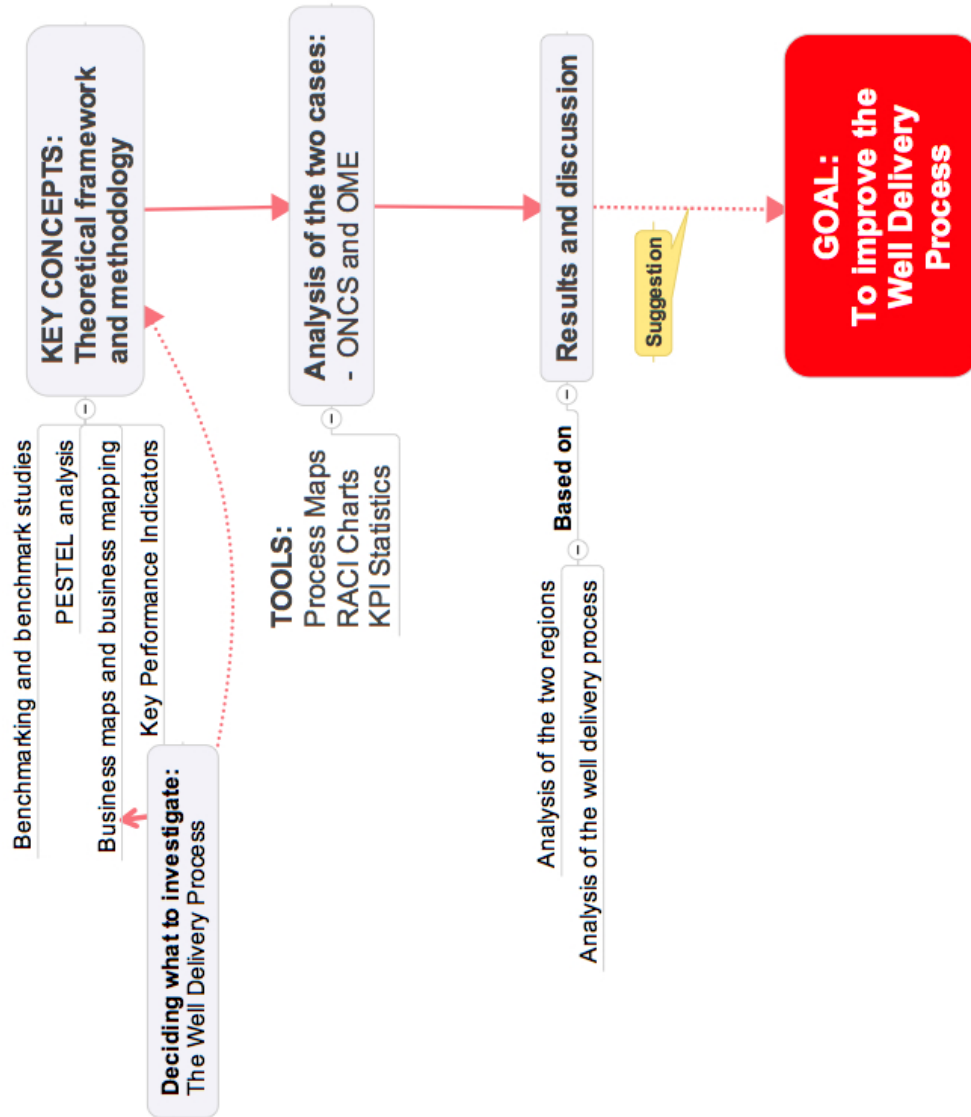 Benchmarking and benchmark studies
PESTEL analysis
Business maps and business mapping
Key Performance Indicators
KEY CONCEPTS:
Theoretical framework
and methodology
Deciding what to investigate:
The Well Delivery Process
TOOLS:
Process Maps
RACI Charts
KPI Statistics
Analysis of the two cases:
- ONCS and OME
Analysis of the two regions
Analysis of the well delivery process
Based on
Results and discussion
Suggestion
GOAL:
To improve the
Well Delivery
Process